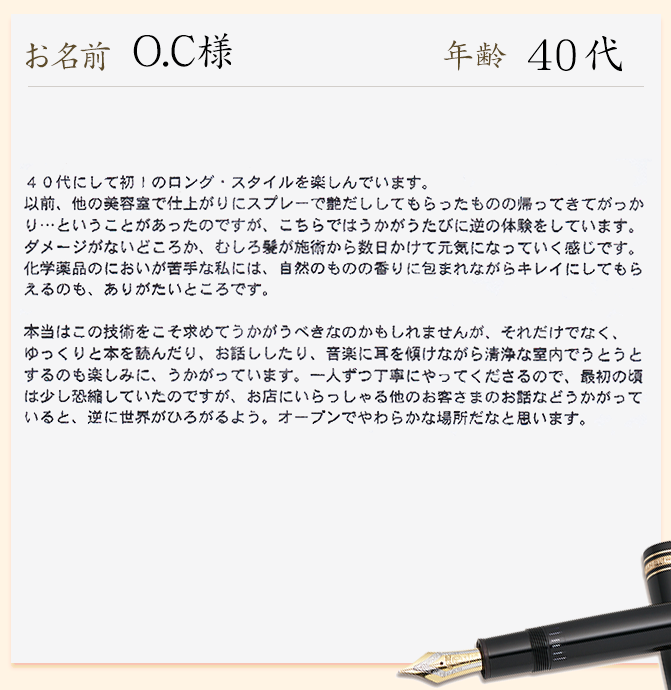 お名前 O.C様 年齢 40代
４０代にして初！のロング・スタイルを楽しんでいます。
以前、他の美容室で仕上がりにスプレーで艶だししてもらったものの帰ってきてがっか
り…ということがあったのですが、こちらではうかがうたびに逆の体験をしています。
ダメージがないどころか、むしろ髪が施術から数日かけて元気になっていく感じです。
化学薬品のにおいが苦手な私には、自然のものの香りに包まれながらキレイにしてもら
えるのも、ありがたいところです。
本当はこの技術をこそ求めてうかがうべきなのかもしれませんが、それだけでなく、
ゆっくりと本を読んだり、お話ししたり、音楽に耳を傾けながら清浄な室内でうとうと
するのも楽しみに、うかがっています。一人ずつ丁寧にやってくださるので、最初の頃
は少し恐縮していたのですが、お店にいらっしゃる他のお客さまのお話などうかがって
いると、逆に世界がひろがるよう。オープンでやわらかな場所だなと思います。